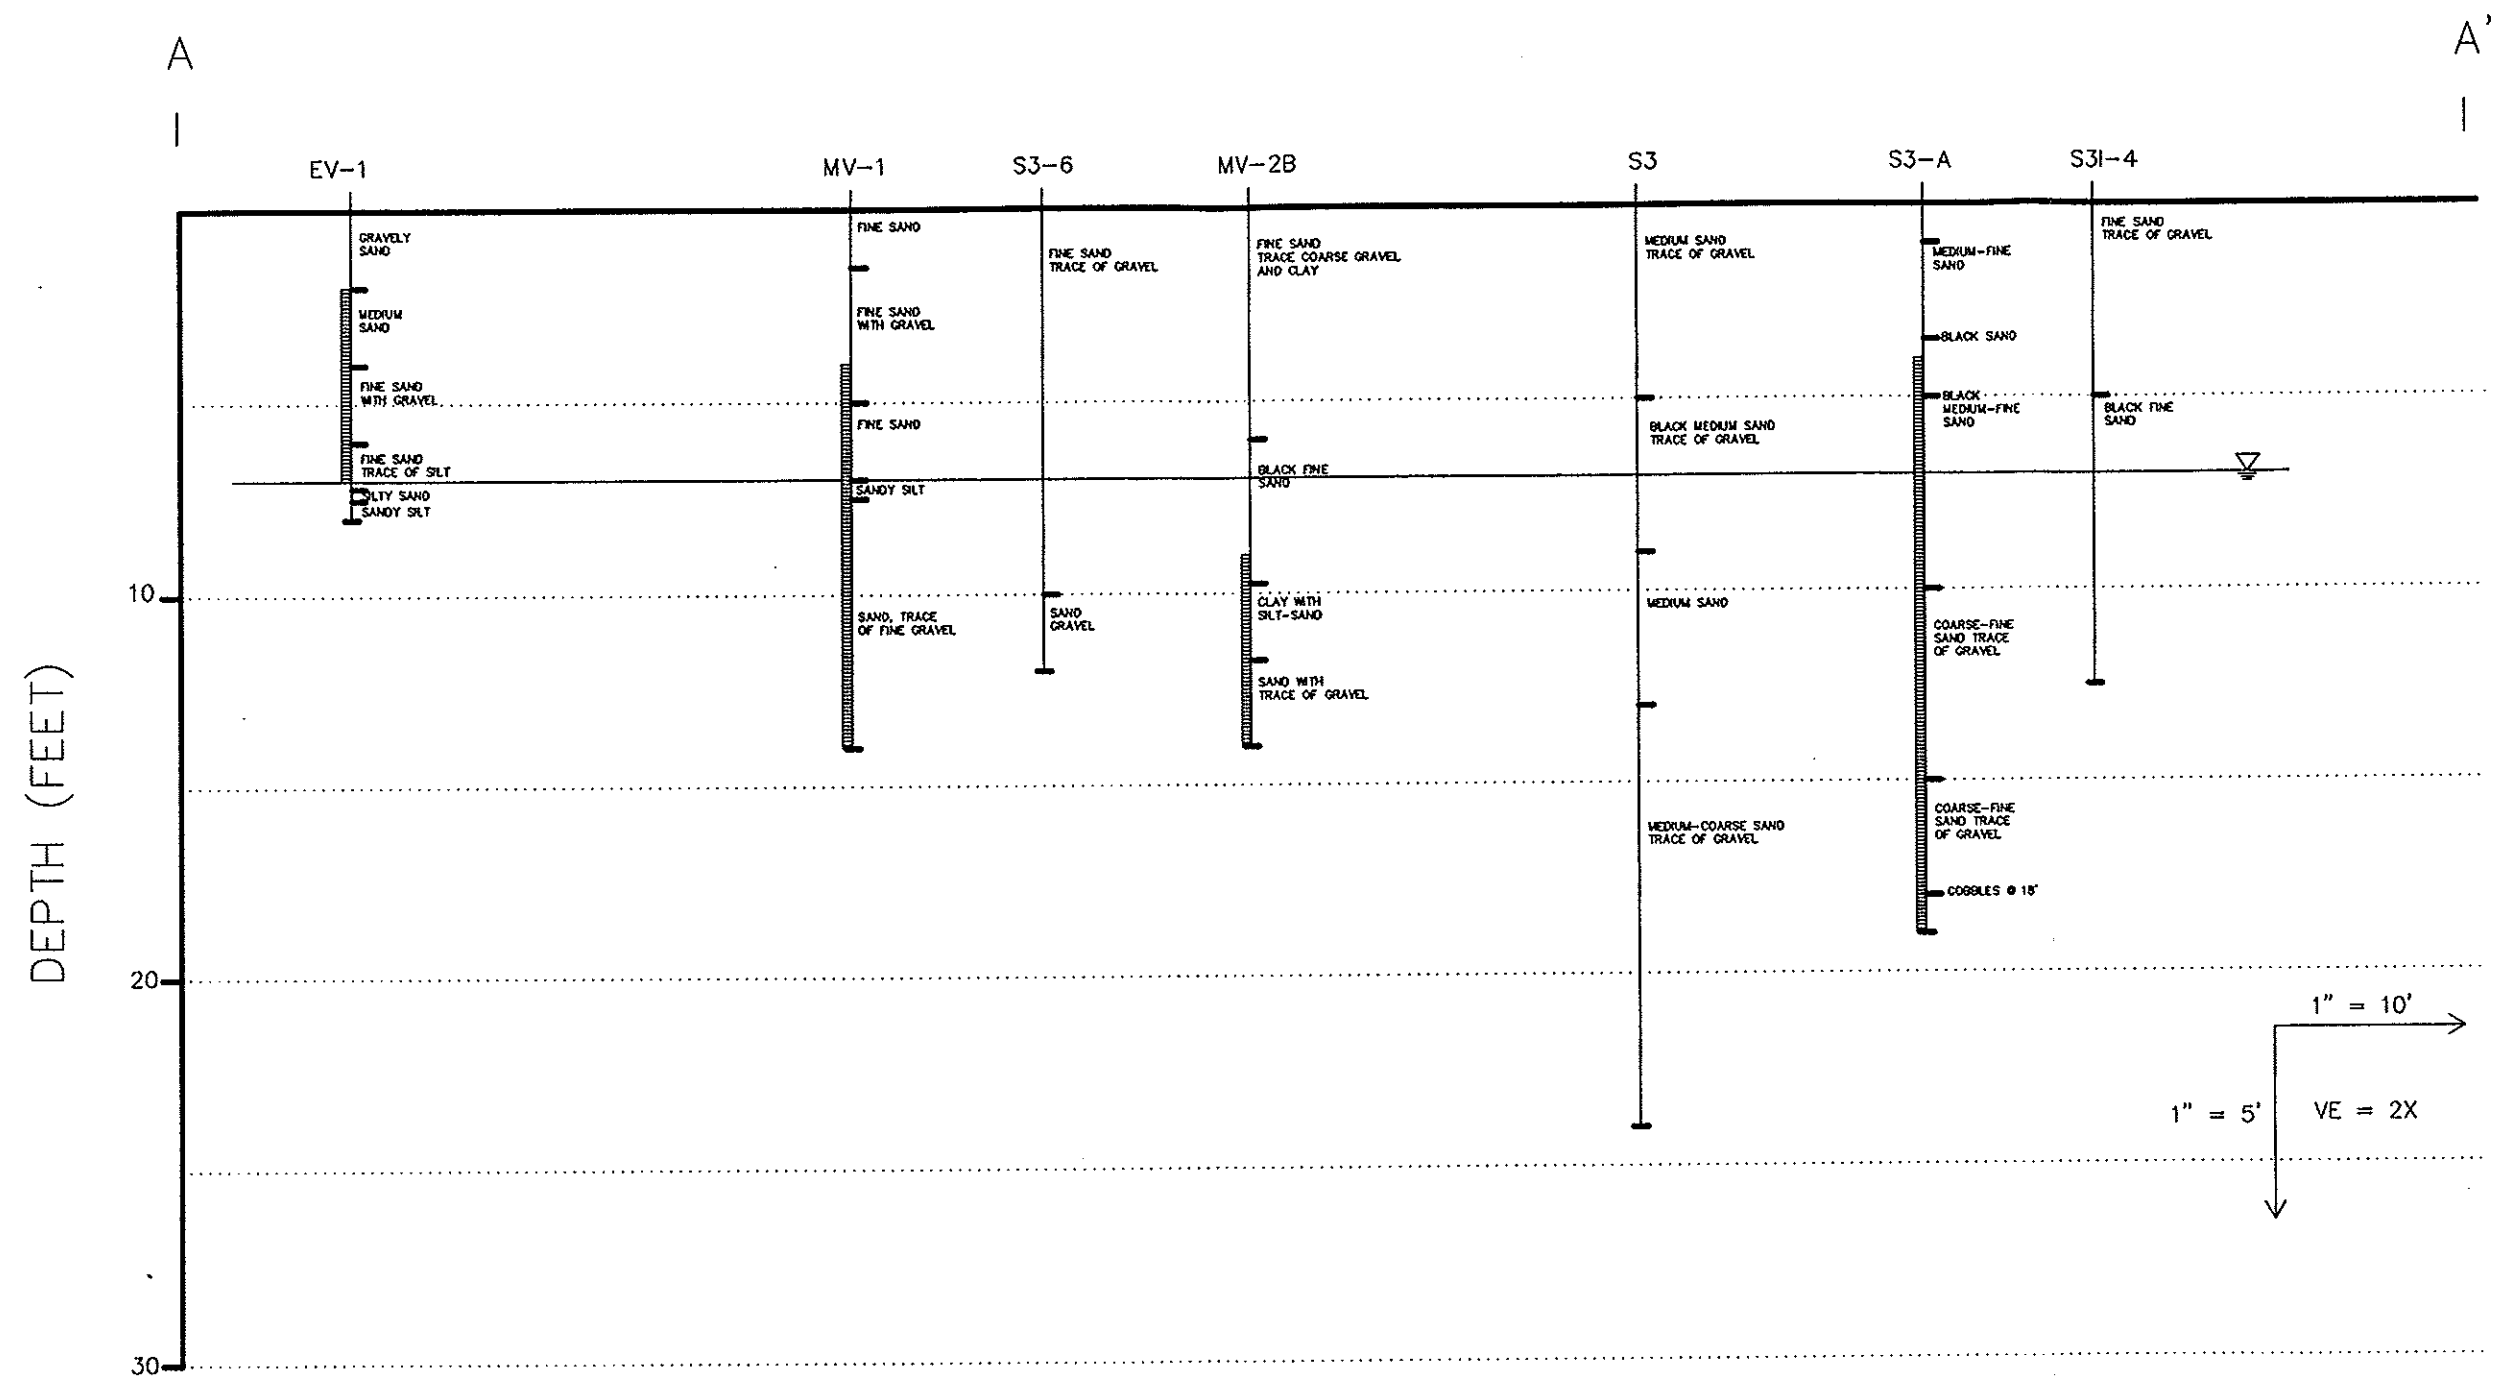 A
A'
EV-1
MV-1
S3-6
MV-2B
S3
S3-A
S3I-4
GRAVELY
SAND
MEDIUM
SAND
FINE SAND
WITH GRAVEL
FINE SAND
TRACE OF SILT
SILTY SAND
SANDY SILT
FINE SAND
FINE SAND
WITH GRAVEL
FINE SAND
SANDY SILT
SAND, TRACE
OF FINE GRAVEL
FINE SAND
TRACE OF GRAVEL
SAND
GRAVEL
FINE SAND
TRACE COARSE GRAVEL
AND CLAY
BLACK FINE
SAND
CLAY WITH
SILT-SAND
SAND WITH
TRACE OF GRAVEL
MEDIUM SAND
TRACE OF GRAVEL
BLACK MEDIUM SAND
TRACE OF GRAVEL
MEDIUM SAND
MEDIUM-COARSE SAND
TRACE OF GRAVEL
MEDIUM-FINE
SAND
BLACK SAND
BLACK
MEDIUM-FINE
SAND
COARSE-FINE
SAND TRACE
OF GRAVEL
COARSE-FINE
SAND TRACE
OF GRAVEL
COBBLES @ 18'
FINE SAND
TRACE OF GRAVEL
BLACK FINE
SAND
DEPTH (FEET)
10
20
30
1" = 10'
1" = 5'
VE = 2X